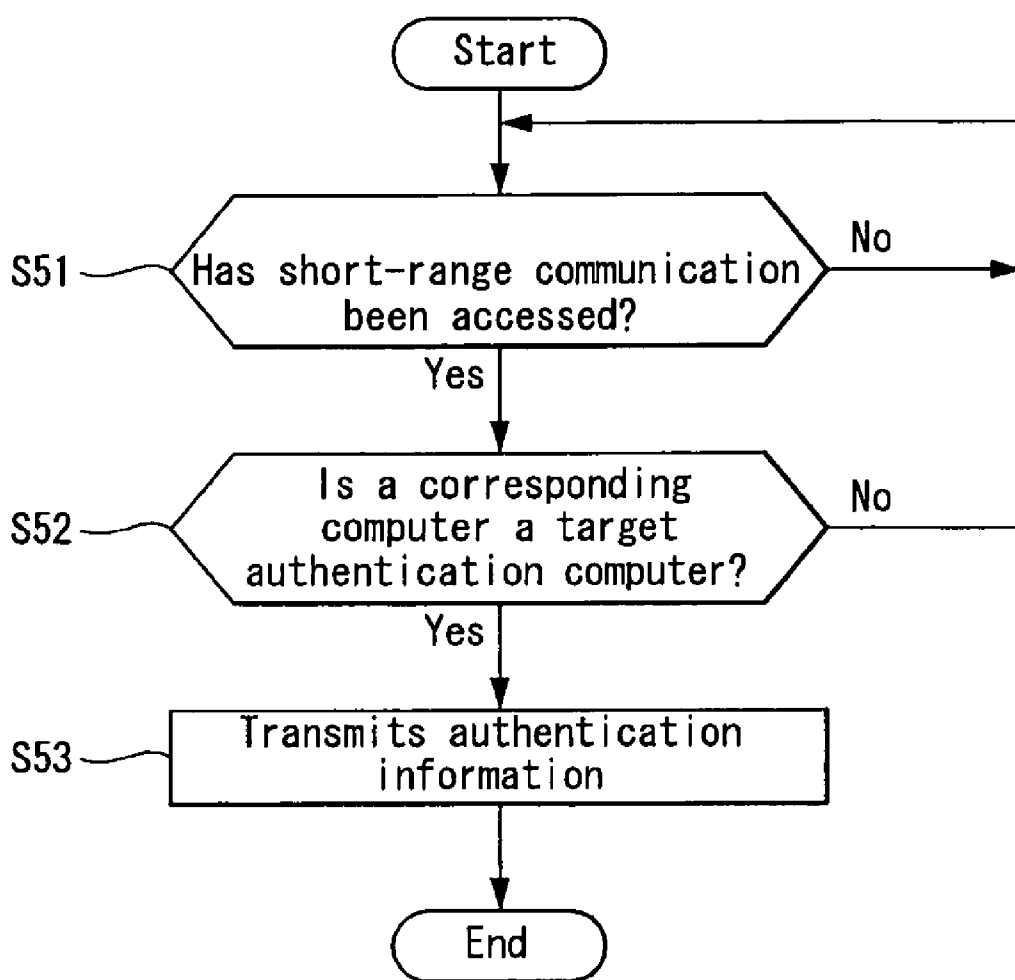 Start
No
S51
Has short-range communication
been accessed?
Yes
Is a corresponding
computer a target
authentication computer?
No
S52
Yes
Transmits authentication
information
S53
End